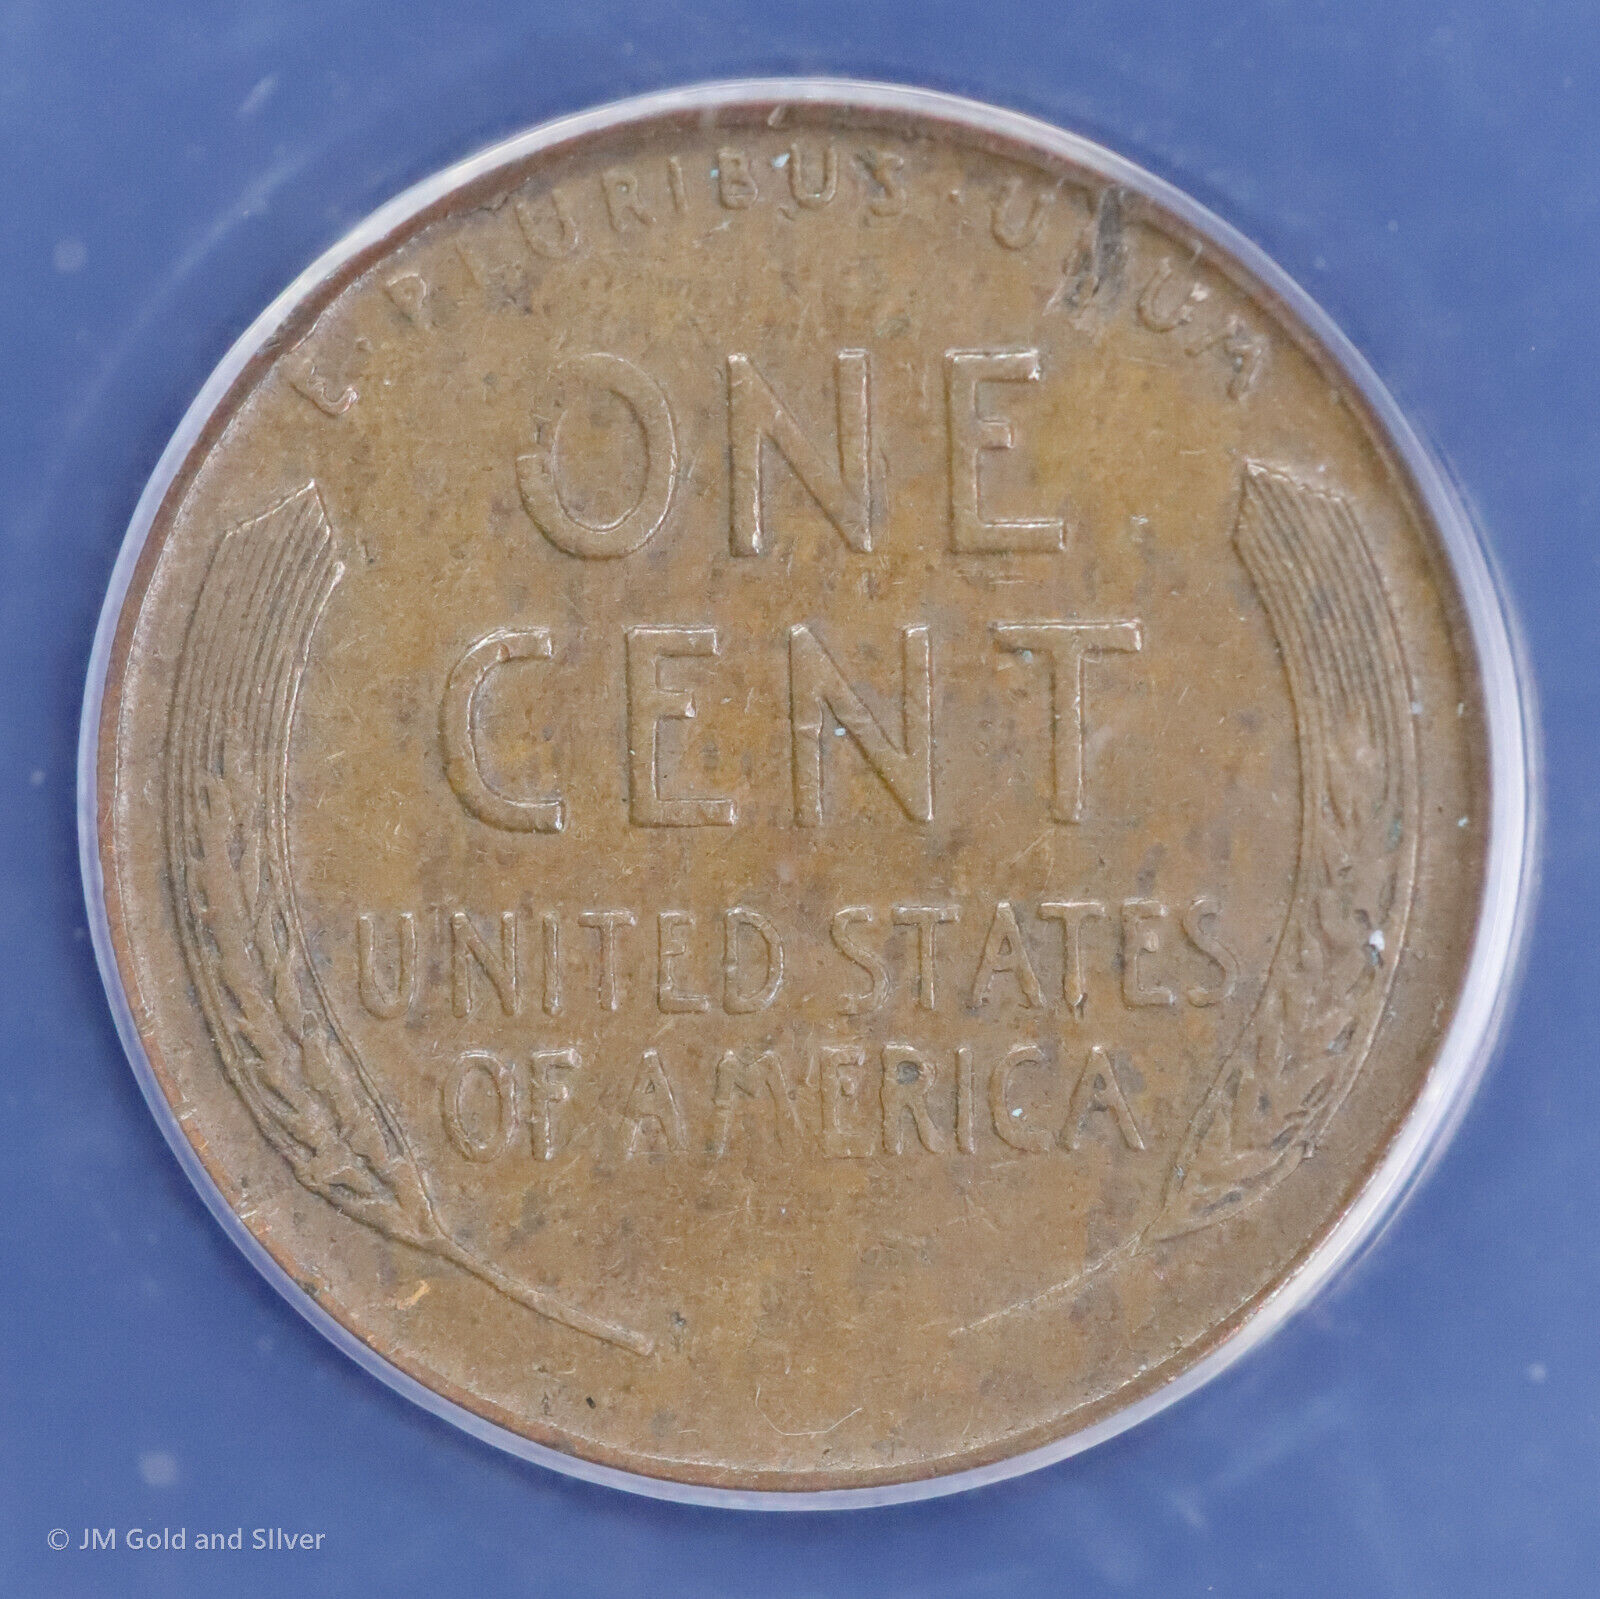 E · PLURIBUS · UNUM
ONE
CENT
UNITED STATES
OF AMERICA
© JM Gold and SIlver